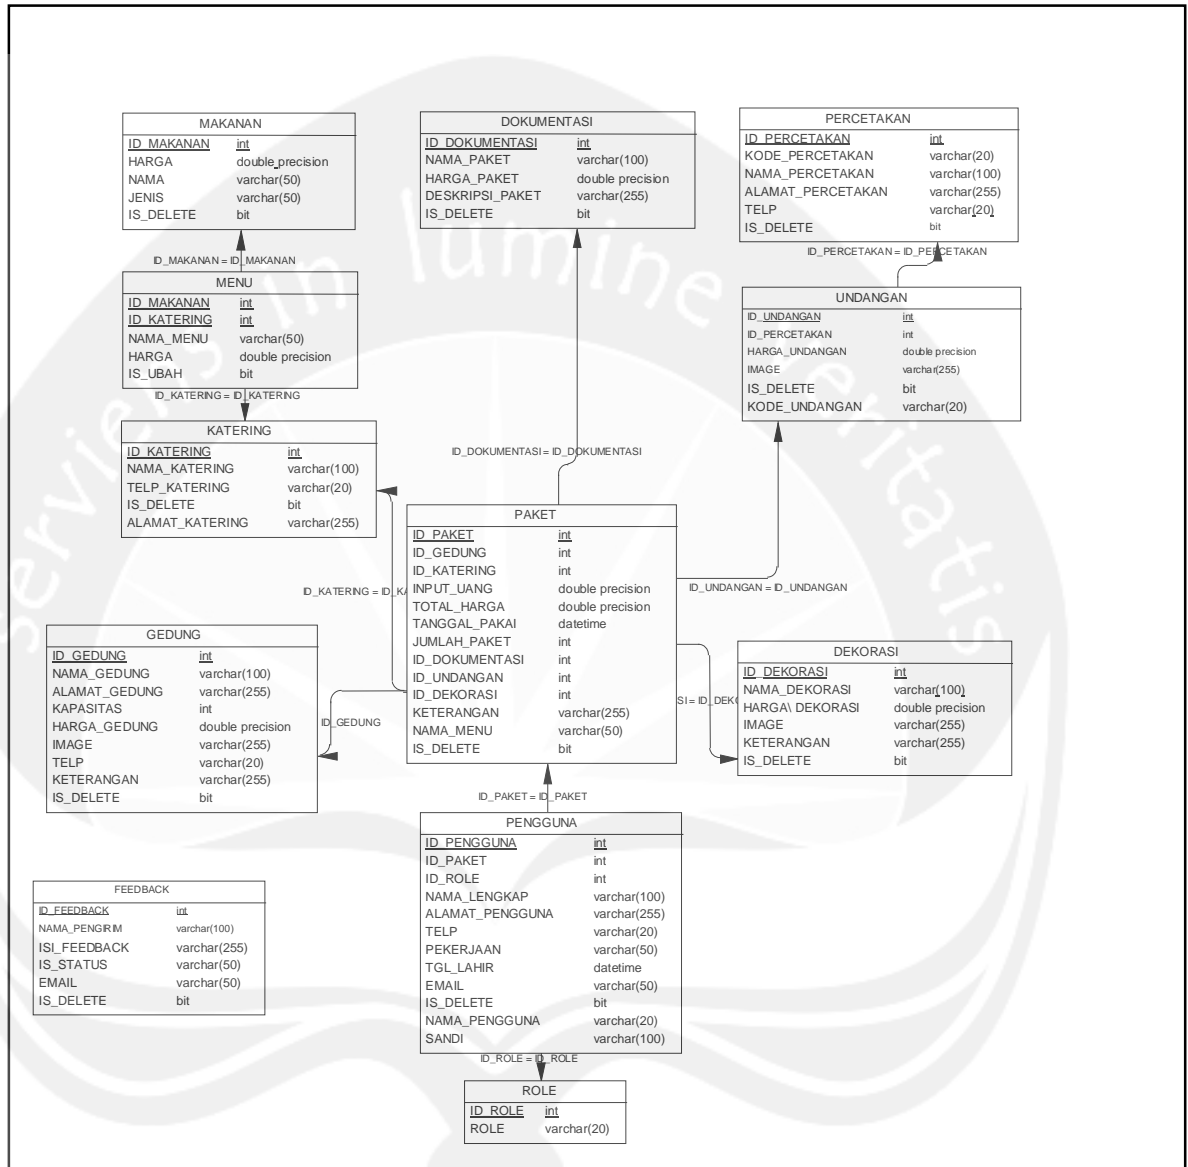 MAKANAN
ID_MAKANAN int
HARGA double precision
NAMA varchar(50)
JENIS varchar(50)
IS_DELETE bit
ID_MAKANAN = ID_MAKANAN
MENU
ID_MAKANAN int
ID_KATERING int
NAMA_MENU varchar(50)
HARGA double precision
IS_UBAH bit
ID_KATERING = ID_KATERING
KATERING
ID_KATERING int
NAMA_KATERING varchar(100)
TELP_KATERING varchar(20)
IS_DELETE bit
ALAMAT_KATERING varchar(255)
DOKUMENTASI
ID_DOKUMENTASI int
NAMA_PAKET varchar(100)
HARGA_PAKET double precision
DESKRIPSI_PAKET varchar(255)
IS_DELETE bit
ID_DOKUMENTASI = ID_DOKUMENTASI
PERCETAKAN
ID_PERCETAKAN int
KODE_PERCETAKAN varchar(20)
NAMA_PERCETAKAN varchar(100)
ALAMAT_PERCETAKAN varchar(255)
TELP varchar(20)
IS_DELETE bit
ID_PERCETAKAN = ID_PERCETAKAN
UNDANGAN
ID_UNDANGAN int
ID_PERCETAKAN int
HARGA_UNDANGAN double precision
IMAGE varchar(255)
IS_DELETE bit
KODE_UNDANGAN varchar(20)
PAKET
ID_PAKET int
ID_GEDUNG int
ID_KATERING int
INPUT_UANG double precision
TOTAL_HARGA double precision
TANGGAL_PAKAI datetime
JUMLAH_PAKET int
ID_DOKUMENTASI int
ID_UNDANGAN int
ID_DEKORASI int
KETERANGAN varchar(255)
NAMA_MENU varchar(50)
IS_DELETE bit
ID_KATERING = ID_KA
ID_UNDANGAN = ID_UNDANGAN
GEDUNG
ID_GEDUNG int
NAMA_GEDUNG varchar(100)
ALAMAT_GEDUNG varchar(255)
KAPASITAS int
HARGA_GEDUNG double precision
IMAGE varchar(255)
TELP varchar(20)
KETERANGAN varchar(255)
IS_DELETE bit
ID_GEDUNG
SI = ID_DEKO
DEKORASI
ID_DEKORASI int
NAMA_DEKORASI varchar(100)
HARGA\ DEKORASI double precision
IMAGE varchar(255)
KETERANGAN varchar(255)
IS_DELETE bit
ID_PAKET = ID_PAKET
PENGGUNA
ID_PENGGUNA int
ID_PAKET int
ID_ROLE int
NAMA_LENGKAP varchar(100)
ALAMAT_PENGGUNA varchar(255)
TELP varchar(20)
PEKERJAAN varchar(50)
TGL_LAHIR datetime
EMAIL varchar(50)
IS_DELETE bit
NAMA_PENGGUNA varchar(20)
SANDI varchar(100)
FEEDBACK
ID_FEEDBACK int
NAMA_PENGIRIM varchar(100)
ISI_FEEDBACK varchar(255)
IS_STATUS varchar(50)
EMAIL varchar(50)
IS_DELETE bit
ID_ROLE = ID_ROLE
ROLE
ID_ROLE int
ROLE varchar(20)
serviens in lumine veritatis